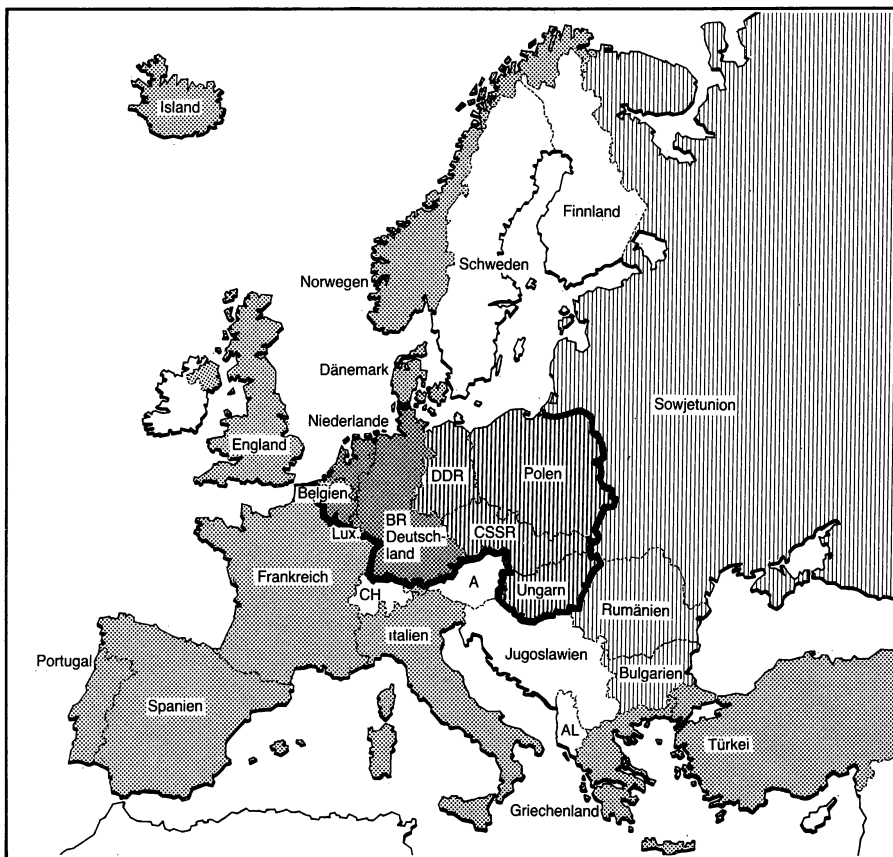 Island
Finnland
Schweden
Norwegen
Dänemark
Sowjetunion
Niederlande
England
Polen
DDR
Belgien
BR
Deutsch-
land
CSSR
Lux.
Frankreich
CH
A
Ungarn
Rumänien
Italien
Jugoslawien
Portugal
Bulgarien
Spanien
AL
Türkei
Griechenland